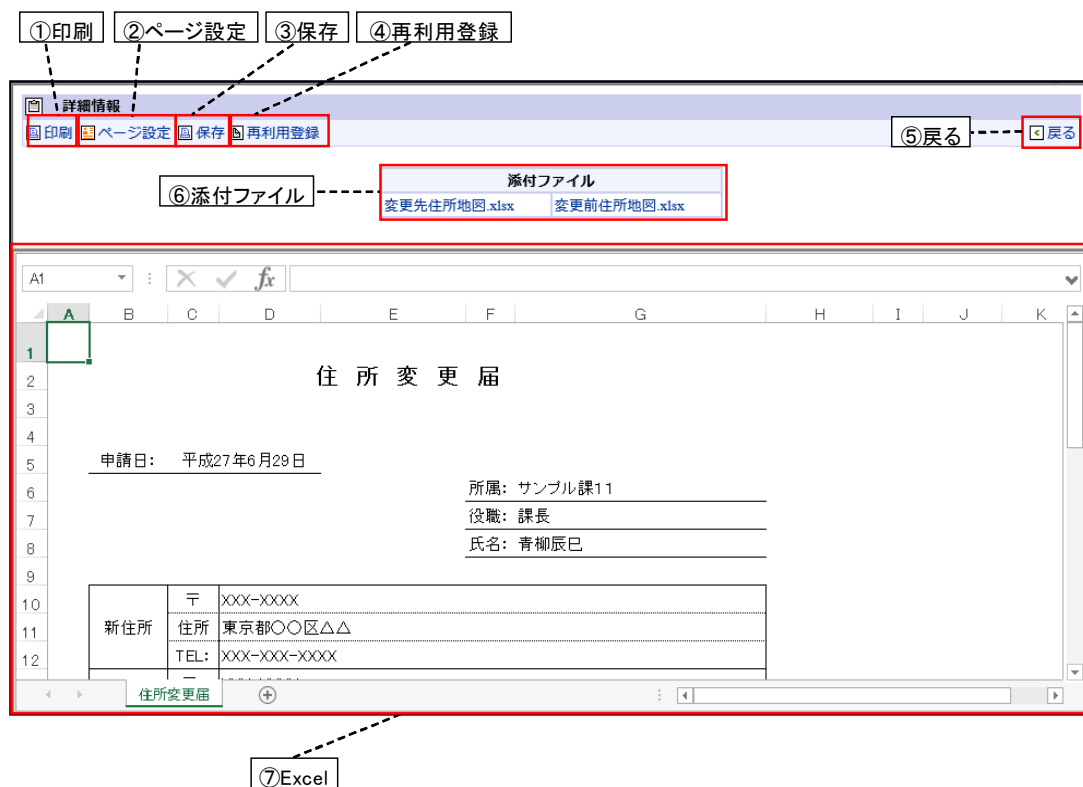 ①印刷 ②ページ設定 ③保存 ④再利用登録
詳細情報
印刷 ページ設定 保存 再利用登録 ⑤戻る 戻る
⑥添付ファイル 添付ファイル
変更先住所地図.xlsx 変更前住所地図.xlsx
A1 fx
A B C D E F G H I J K
1
2 住所変更届
3
4
5 申請日： 平成27年6月29日
6 所属： サンプル課11
7 役職： 課長
8 氏名： 青柳辰巳
9
10 〒 XXX-XXXX
11 新住所 住所 東京都○○区△△
12 TEL： XXX-XXX-XXXX
住所変更届
⑦Excel